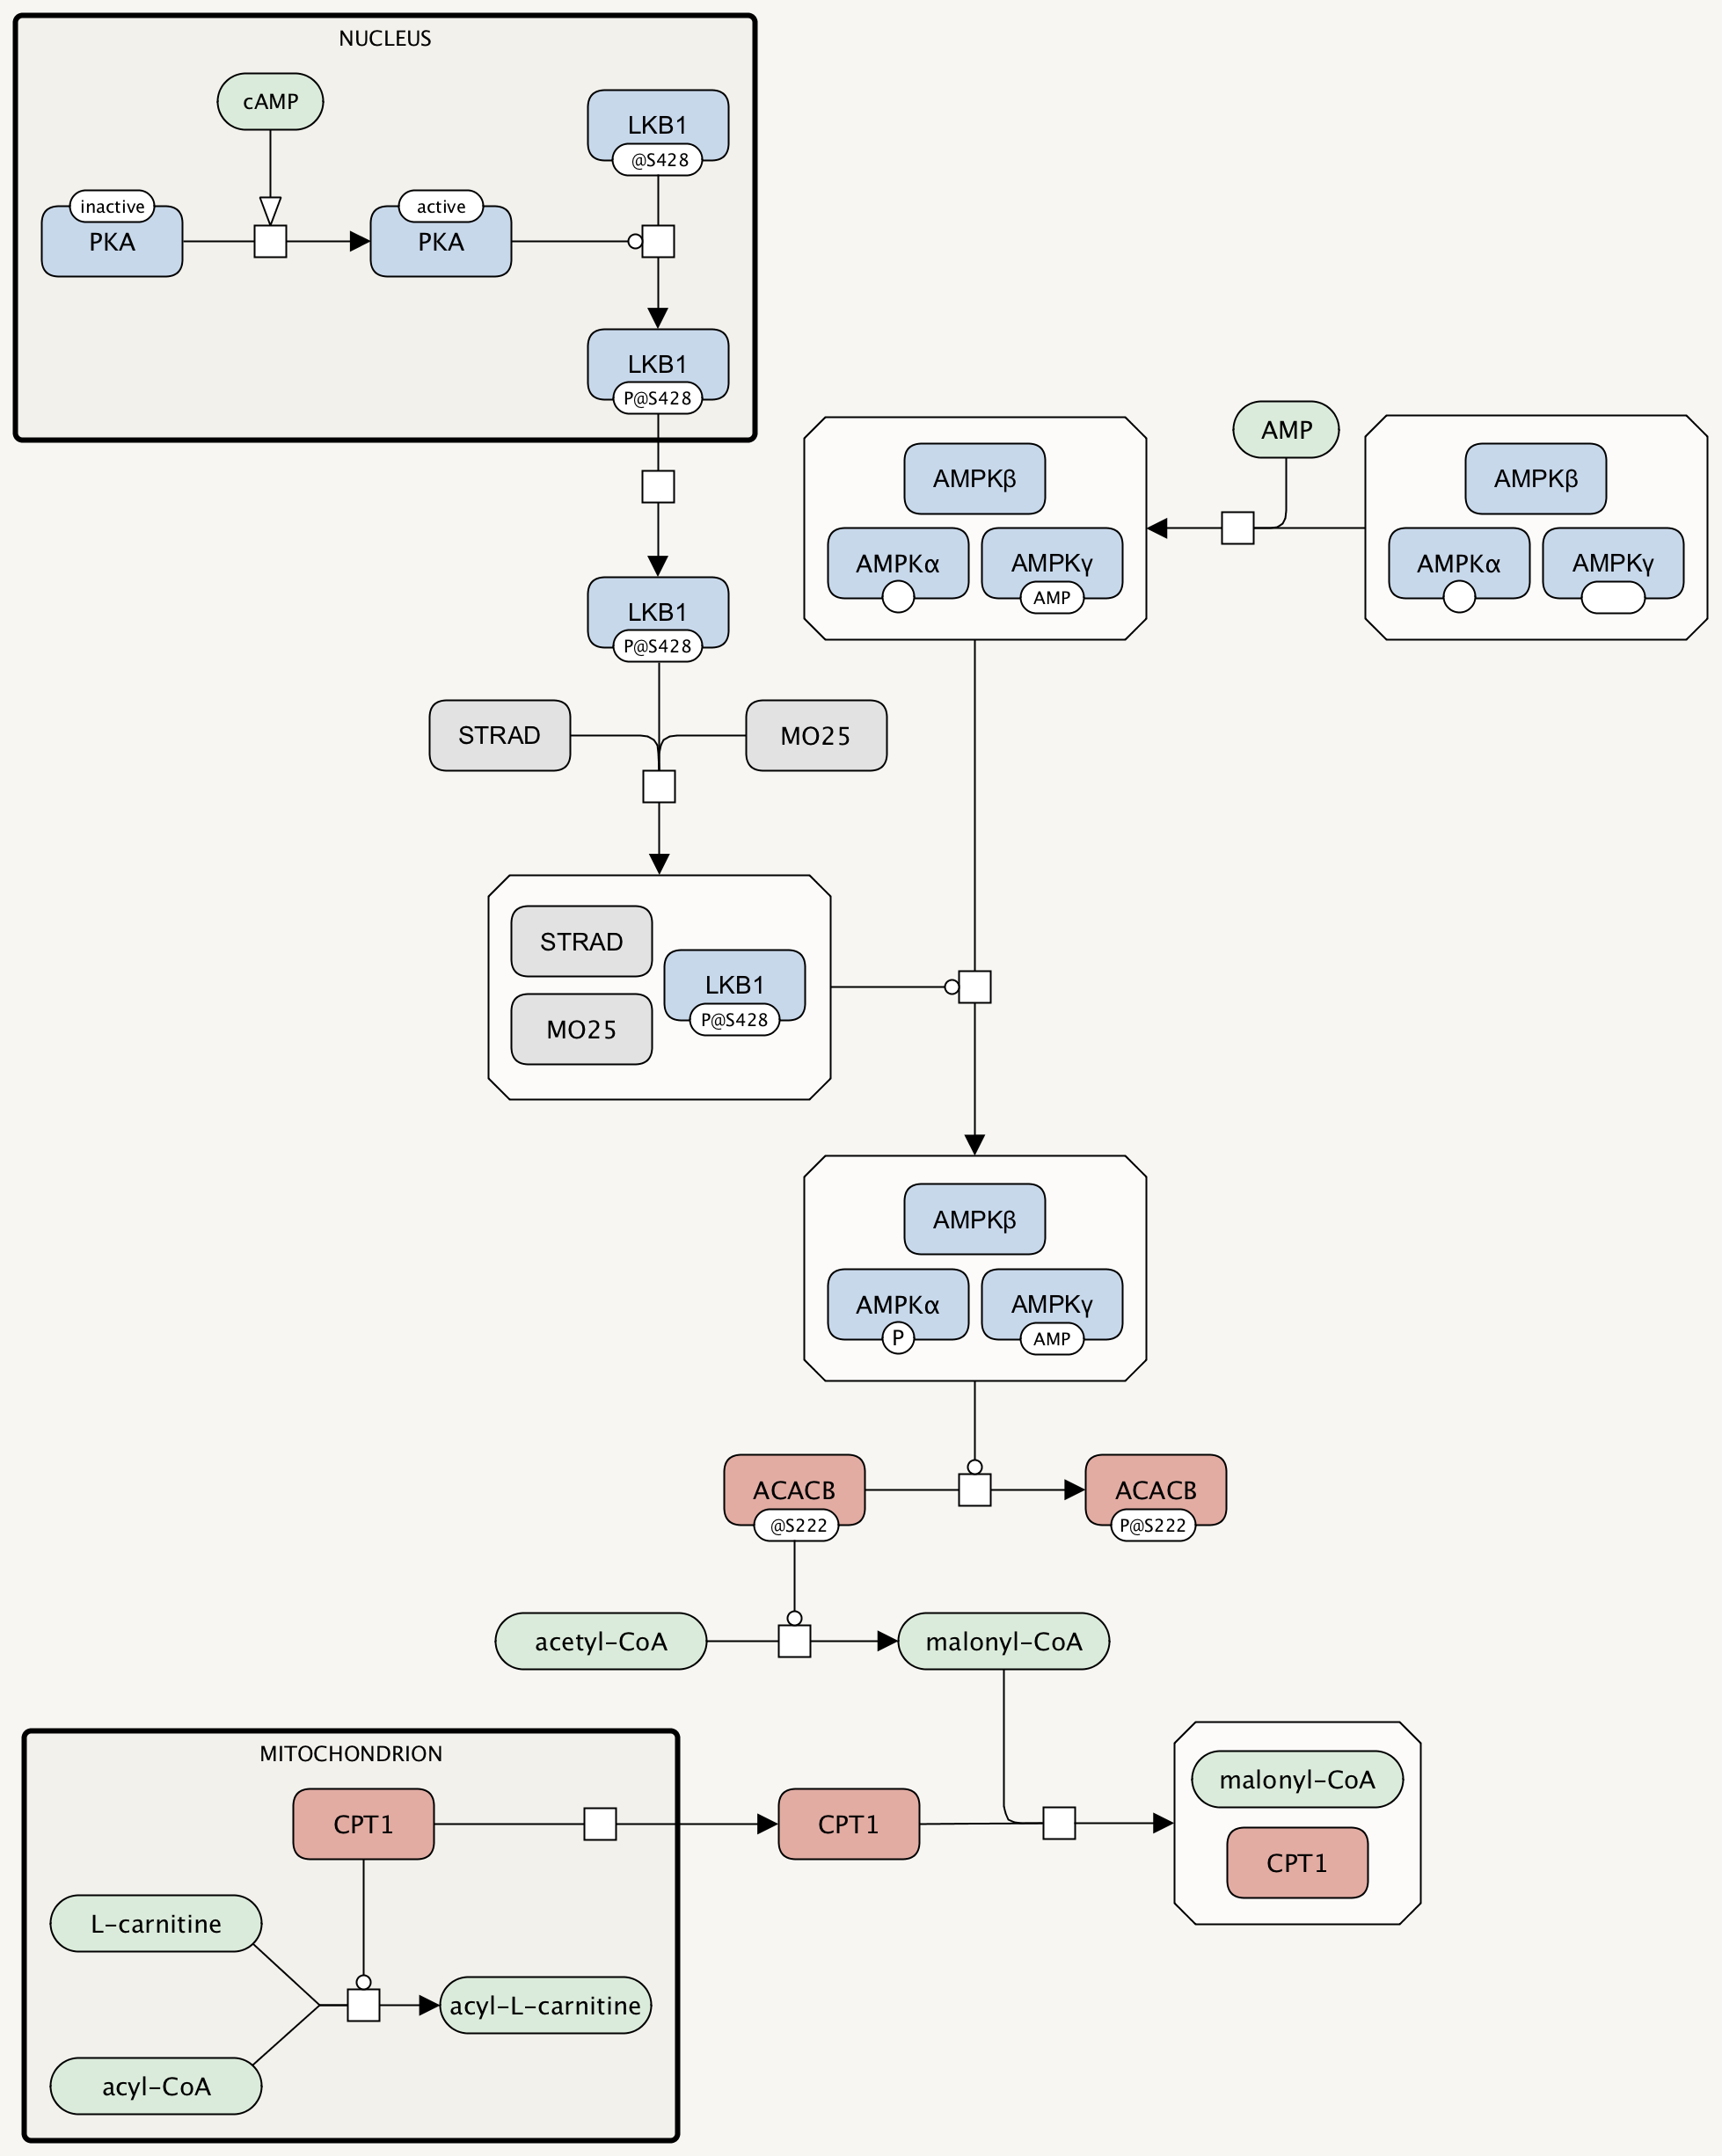 NUCLEUS
cAMP
LKB1
@S428
inactive
PKA
active
PKA
LKB1
P@S428
AMP
AMPKβ
AMPKα
AMPKγ
AMP
AMPKβ
AMPKα
AMPKγ
LKB1
P@S428
STRAD
MO25
STRAD
MO25
LKB1
P@S428
AMPKβ
AMPKα
P
AMPKγ
AMP
ACACB
@S222
ACACB
P@S222
acetyl-CoA
malonyl-CoA
MITOCHONDRION
CPT1
CPT1
malonyl-CoA
CPT1
L-carnitine
acyl-L-carnitine
acyl-CoA